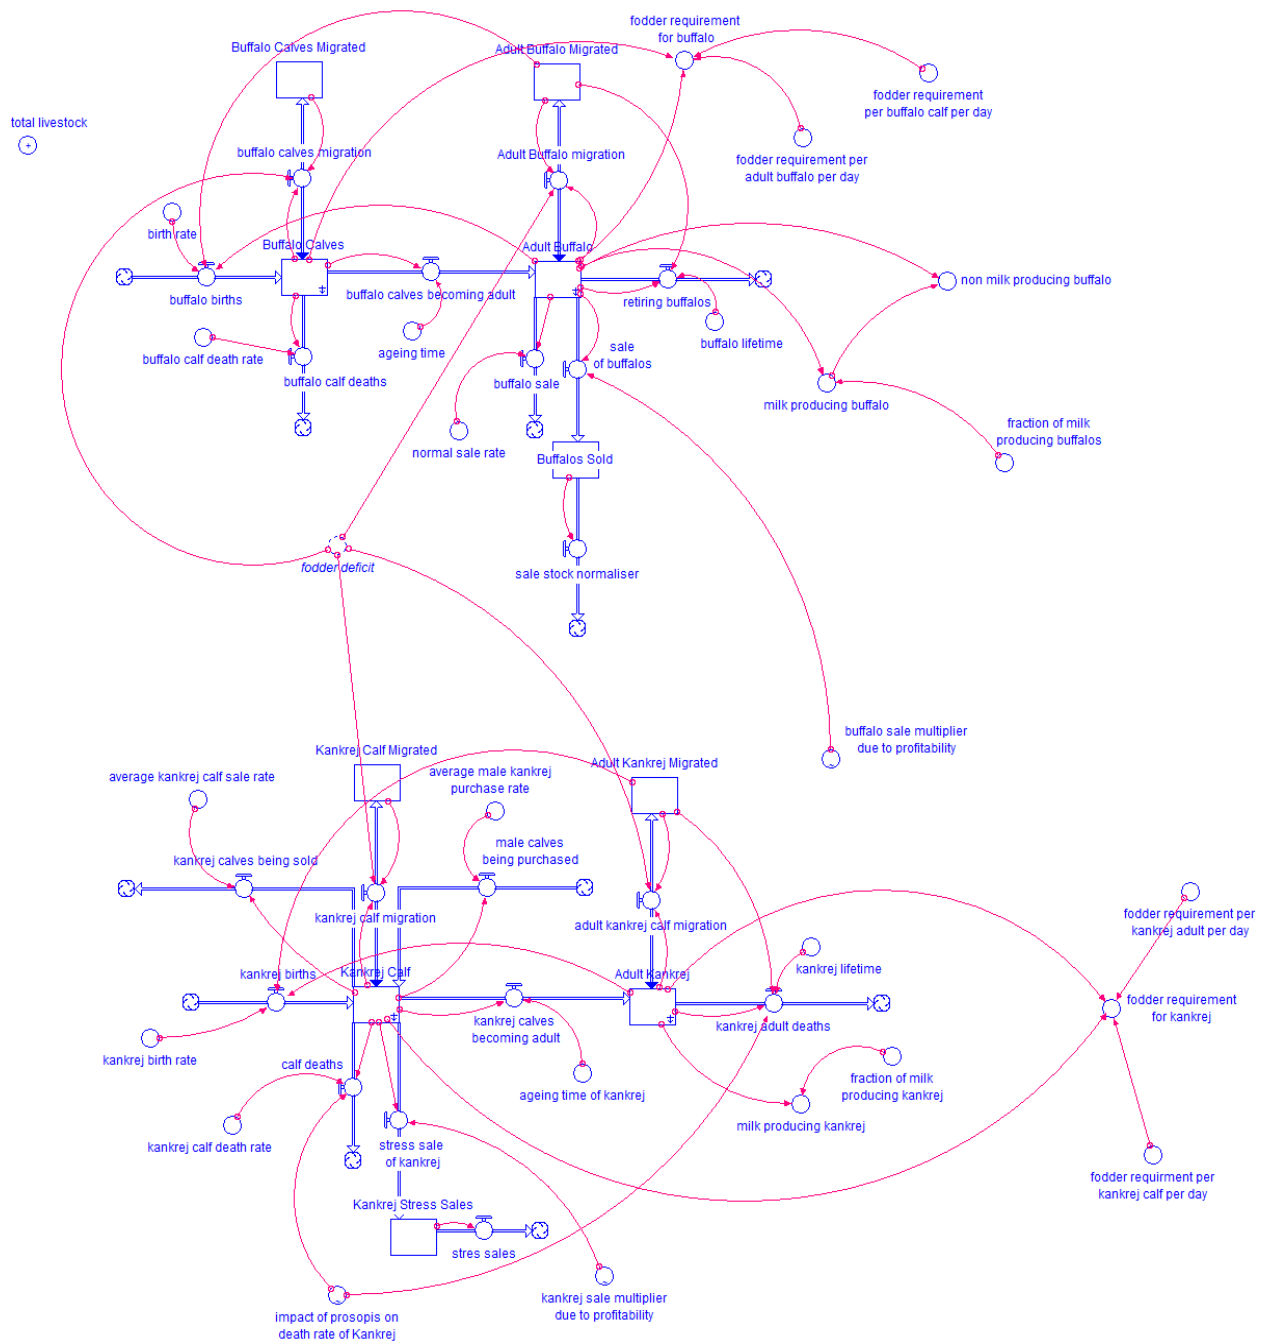 fodder requirement
for buffalo
Buffalo Calves Migrated
Adult Buffalo Migrated
fodder requirement
per buffalo calf per day
total livestock
buffalo calves migration
Adult Buffalo migration
fodder requirement per
adult buffalo per day
birth rate
Buffalo Calves
Adult Buffalo
buffalo births
buffalo calves becoming adult
retiring buffalos
non milk producing buffalo
buffalo lifetime
buffalo calf death rate
ageing time
sale
of buffalos
buffalo calf deaths
buffalo sale
milk producing buffalo
normal sale rate
fraction of milk
producing buffalos
Buffalos Sold
fodder deficit
sale stock normaliser
buffalo sale multiplier
due to profitability
Kankrej Calf Migrated
Adult Kankrej Migrated
average kankrej calf sale rate
average male kankrej
purchase rate
kankrej calves being sold
male calves
being purchased
kankrej calf migration
adult kankrej calf migration
fodder requirement per
kankrej adult per day
kankrej births
Kankrej Calf
Adult Kankrej
kankrej lifetime
kankrej calves
becoming adult
kankrej adult deaths
fodder requirement
for kankrej
kankrej birth rate
calf deaths
ageing time of kankrej
fraction of milk
producing kankrej
kankrej calf death rate
stress sale
of kankrej
milk producing kankrej
fodder requirment per
kankrej calf per day
Kankrej Stress Sales
stres sales
kankrej sale multiplier
due to profitability
impact of prosopis on
death rate of Kankrej